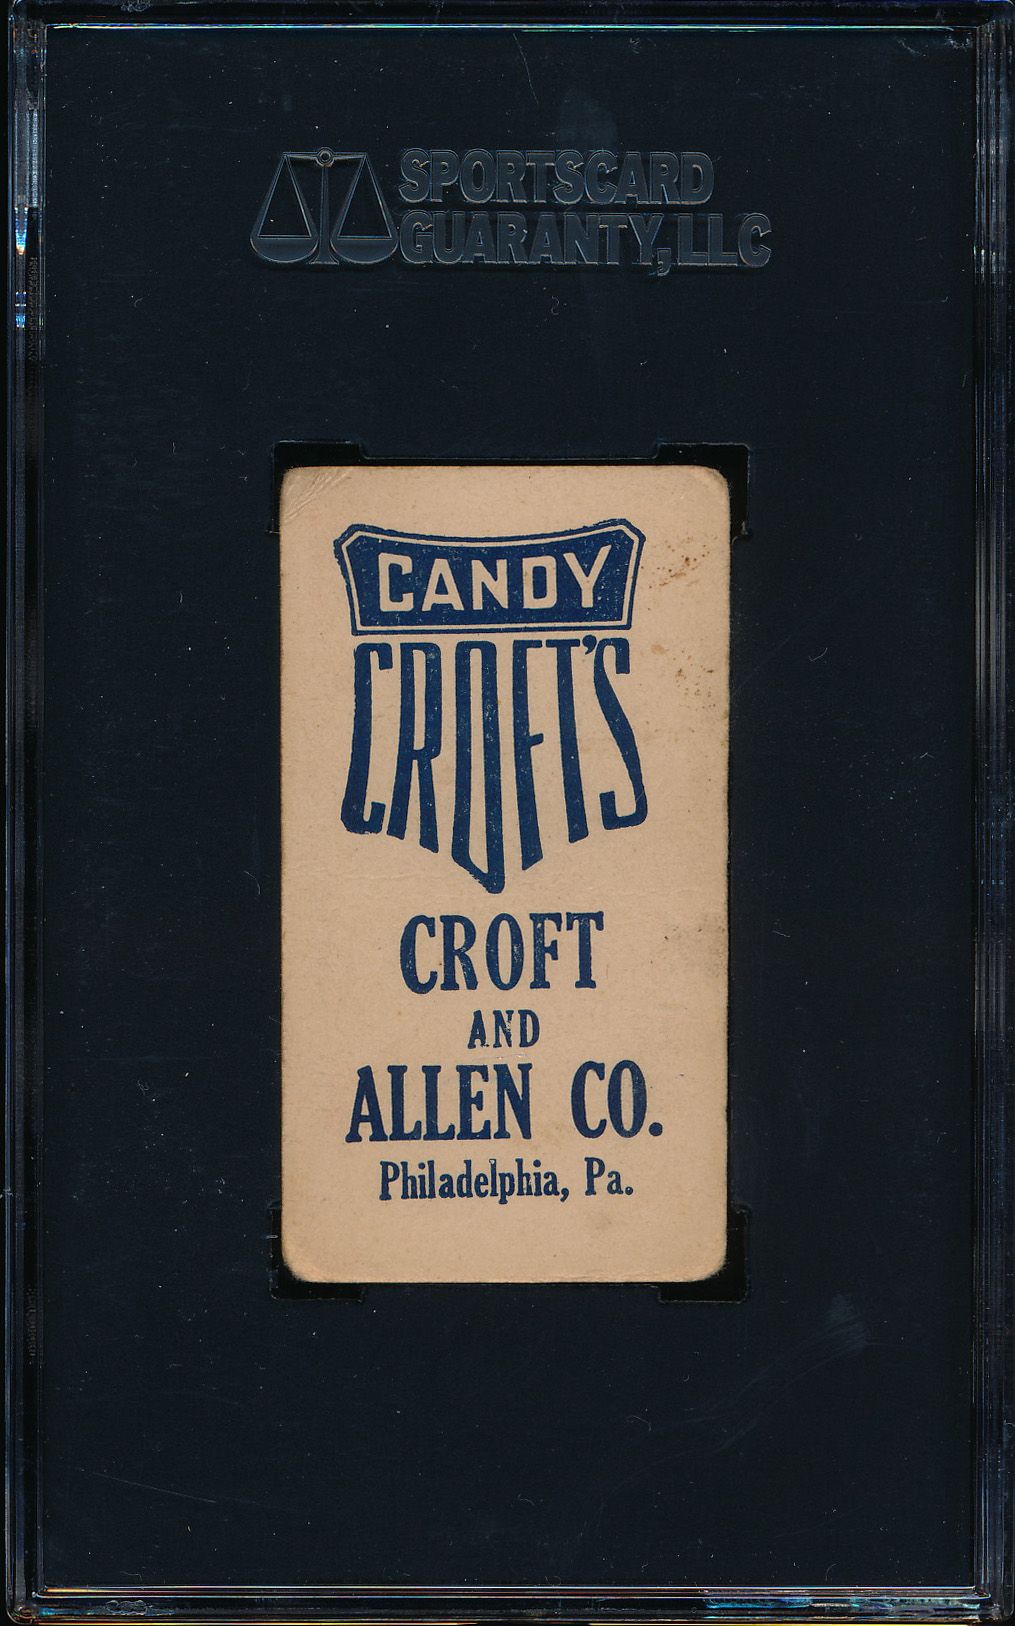 SPORTSCARD
GUARANTY, LLC
CANDY
CROFT'S
CROFT
AND
ALLEN CO.
Philadelphia, Pa.